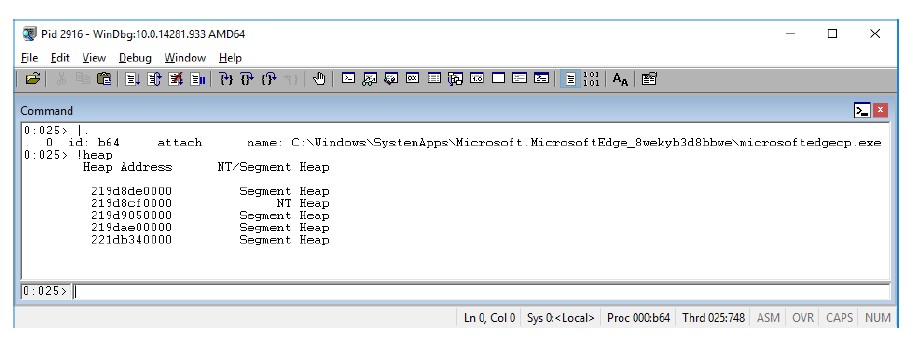 Pid 2916 - WinDbg:10.0.14281.933 AMD64
File Edit View Debug Window Help
Command
0:025> |.
. 0 id: b64 attach name: C:\Windows\SystemApps\Microsoft.MicrosoftEdge_8wekyb3d8bbwe\microsoftedgecp.exe
0:025> !heap
Heap Address NT/Segment Heap
219d8de0000 Segment Heap
219d8cf0000 NT Heap
219d9050000 Segment Heap
219dae00000 Segment Heap
221db340000 Segment Heap
0:025>
Ln 0, Col 0 Sys 0:<Local> Proc 000:b64 Thrd 025:748 ASM OVR CAPS NUM